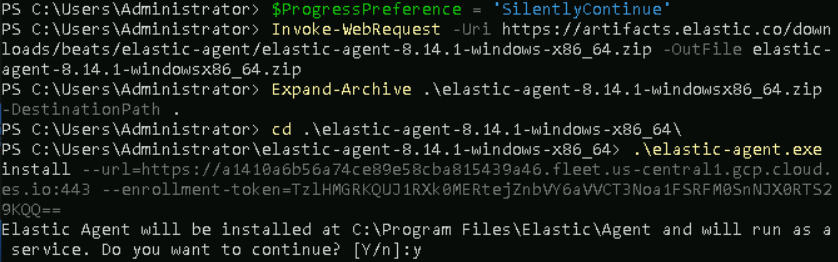 PS C:\Users\Administrator> $ProgressPreference = 'SilentlyContinue'
PS C:\Users\Administrator> Invoke-WebRequest -Uri https://artifacts.elastic.co/down
loads/beats/elastic-agent/elastic-agent-8.14.1-windows-x86_64.zip -OutFile elastic-
agent-8.14.1-windowsx86_64.zip
PS C:\Users\Administrator> Expand-Archive .\elastic-agent-8.14.1-windowsx86_64.zip
-DestinationPath .
PS C:\Users\Administrator> cd .\elastic-agent-8.14.1-windows-x86_64\
PS C:\Users\Administrator\elastic-agent-8.14.1-windows-x86_64> .\elastic-agent.exe
install --url=https://a1410a6b56a74ce89e58cba815439a46.fleet.us-central1.gcp.cloud.
es.io:443 --enrollment-token=TzlHMGRKQUJ1RXk0MERtejZnbVY6aVVCT3Noa1FSRFM0SnNJX0RTS2
9KQQ==
Elastic Agent will be installed at C:\Program Files\Elastic\Agent and will run as a
service. Do you want to continue? [Y/n]:y